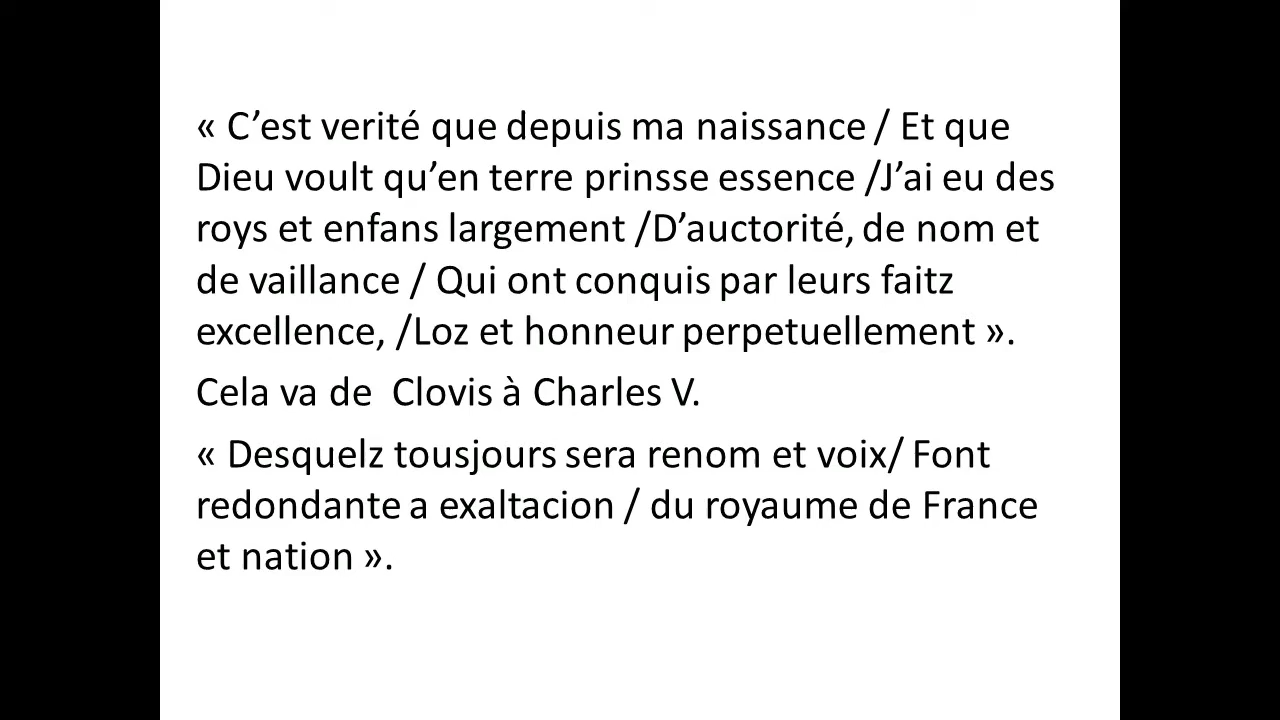 « C’est verité que depuis ma naissance / Et que
Dieu voult qu’en terre prinsse essence /J’ai eu des
roys et enfans largement /D’auctorité, de nom et
de vaillance / Qui ont conquis par leurs faitz
excellence, /Loz et honneur perpetuellement ».
Cela va de  Clovis à Charles V.
« Desquelz tousjours sera renom et voix/ Font
redondante a exaltacion / du royaume de France
et nation ».